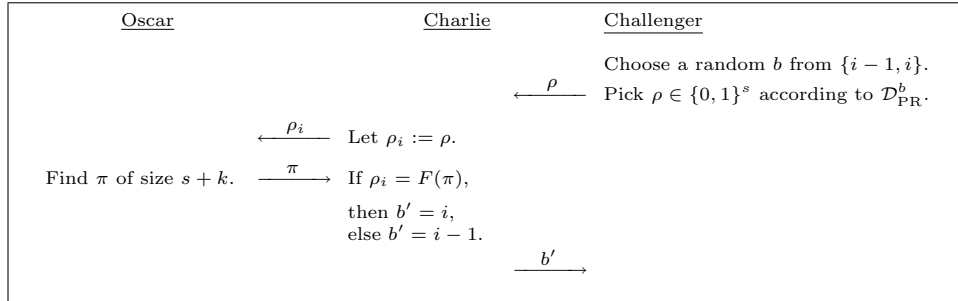 Oscar Charlie Challenger
Choose a random b from {i − 1, i}.
ρ
Pick ρ ∈ {0, 1}^s according to 𝒟^b_PR.
ρ_i
Let ρ_i := ρ.
Find π of size s + k. π If ρ_i = F(π),
then b′ = i,
else b′ = i − 1.
b′